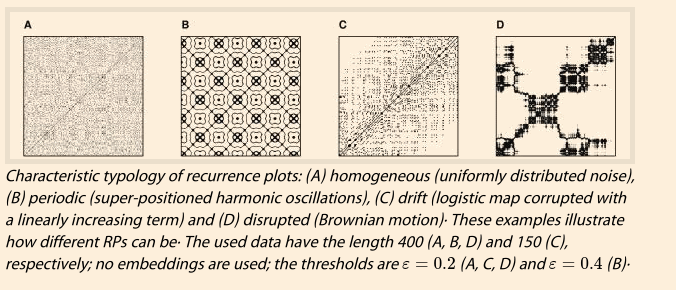 A B C D
Characteristic typology of recurrence plots: (A) homogeneous (uniformly distributed noise),
(B) periodic (super-positioned harmonic oscillations), (C) drift (logistic map corrupted with
a linearly increasing term) and (D) disrupted (Brownian motion)· These examples illustrate
how different RPs can be· The used data have the length 400 (A, B, D) and 150 (C),
respectively; no embeddings are used; the thresholds are ε = 0.2 (A, C, D) and ε = 0.4 (B)·